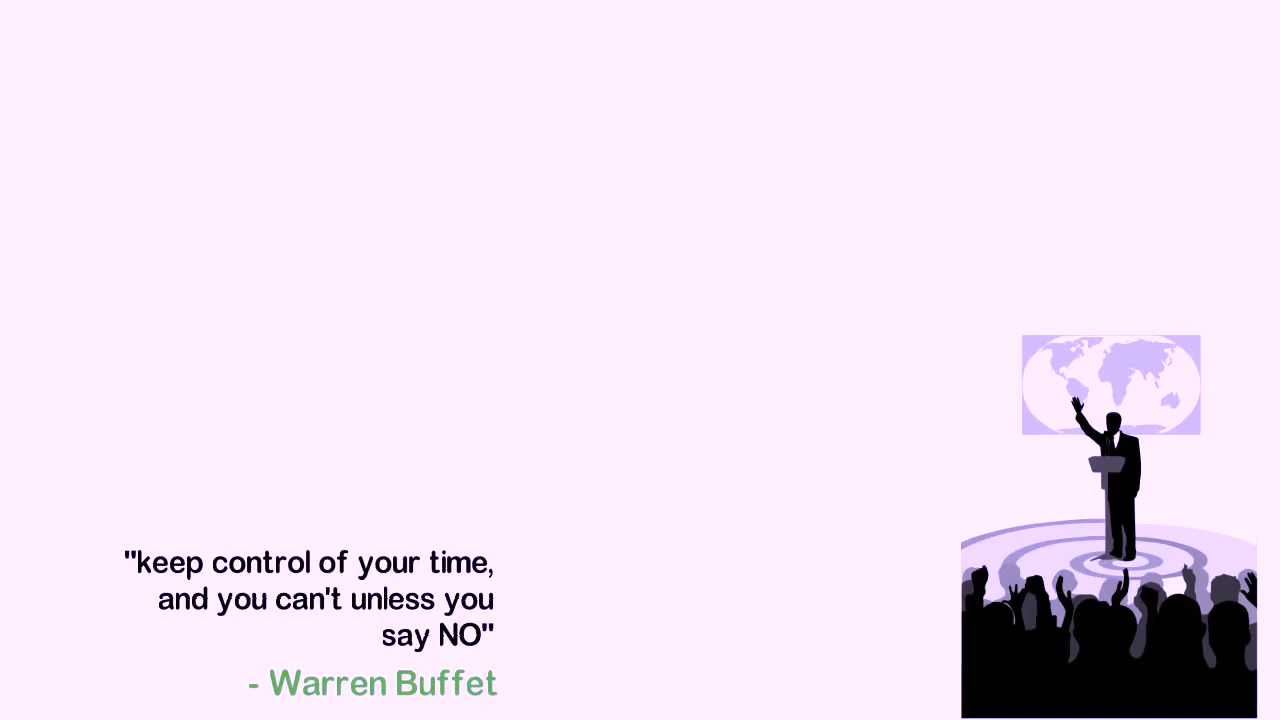 "keep control of your time,
and you can't unless you
say NO"
- Warren Buffet